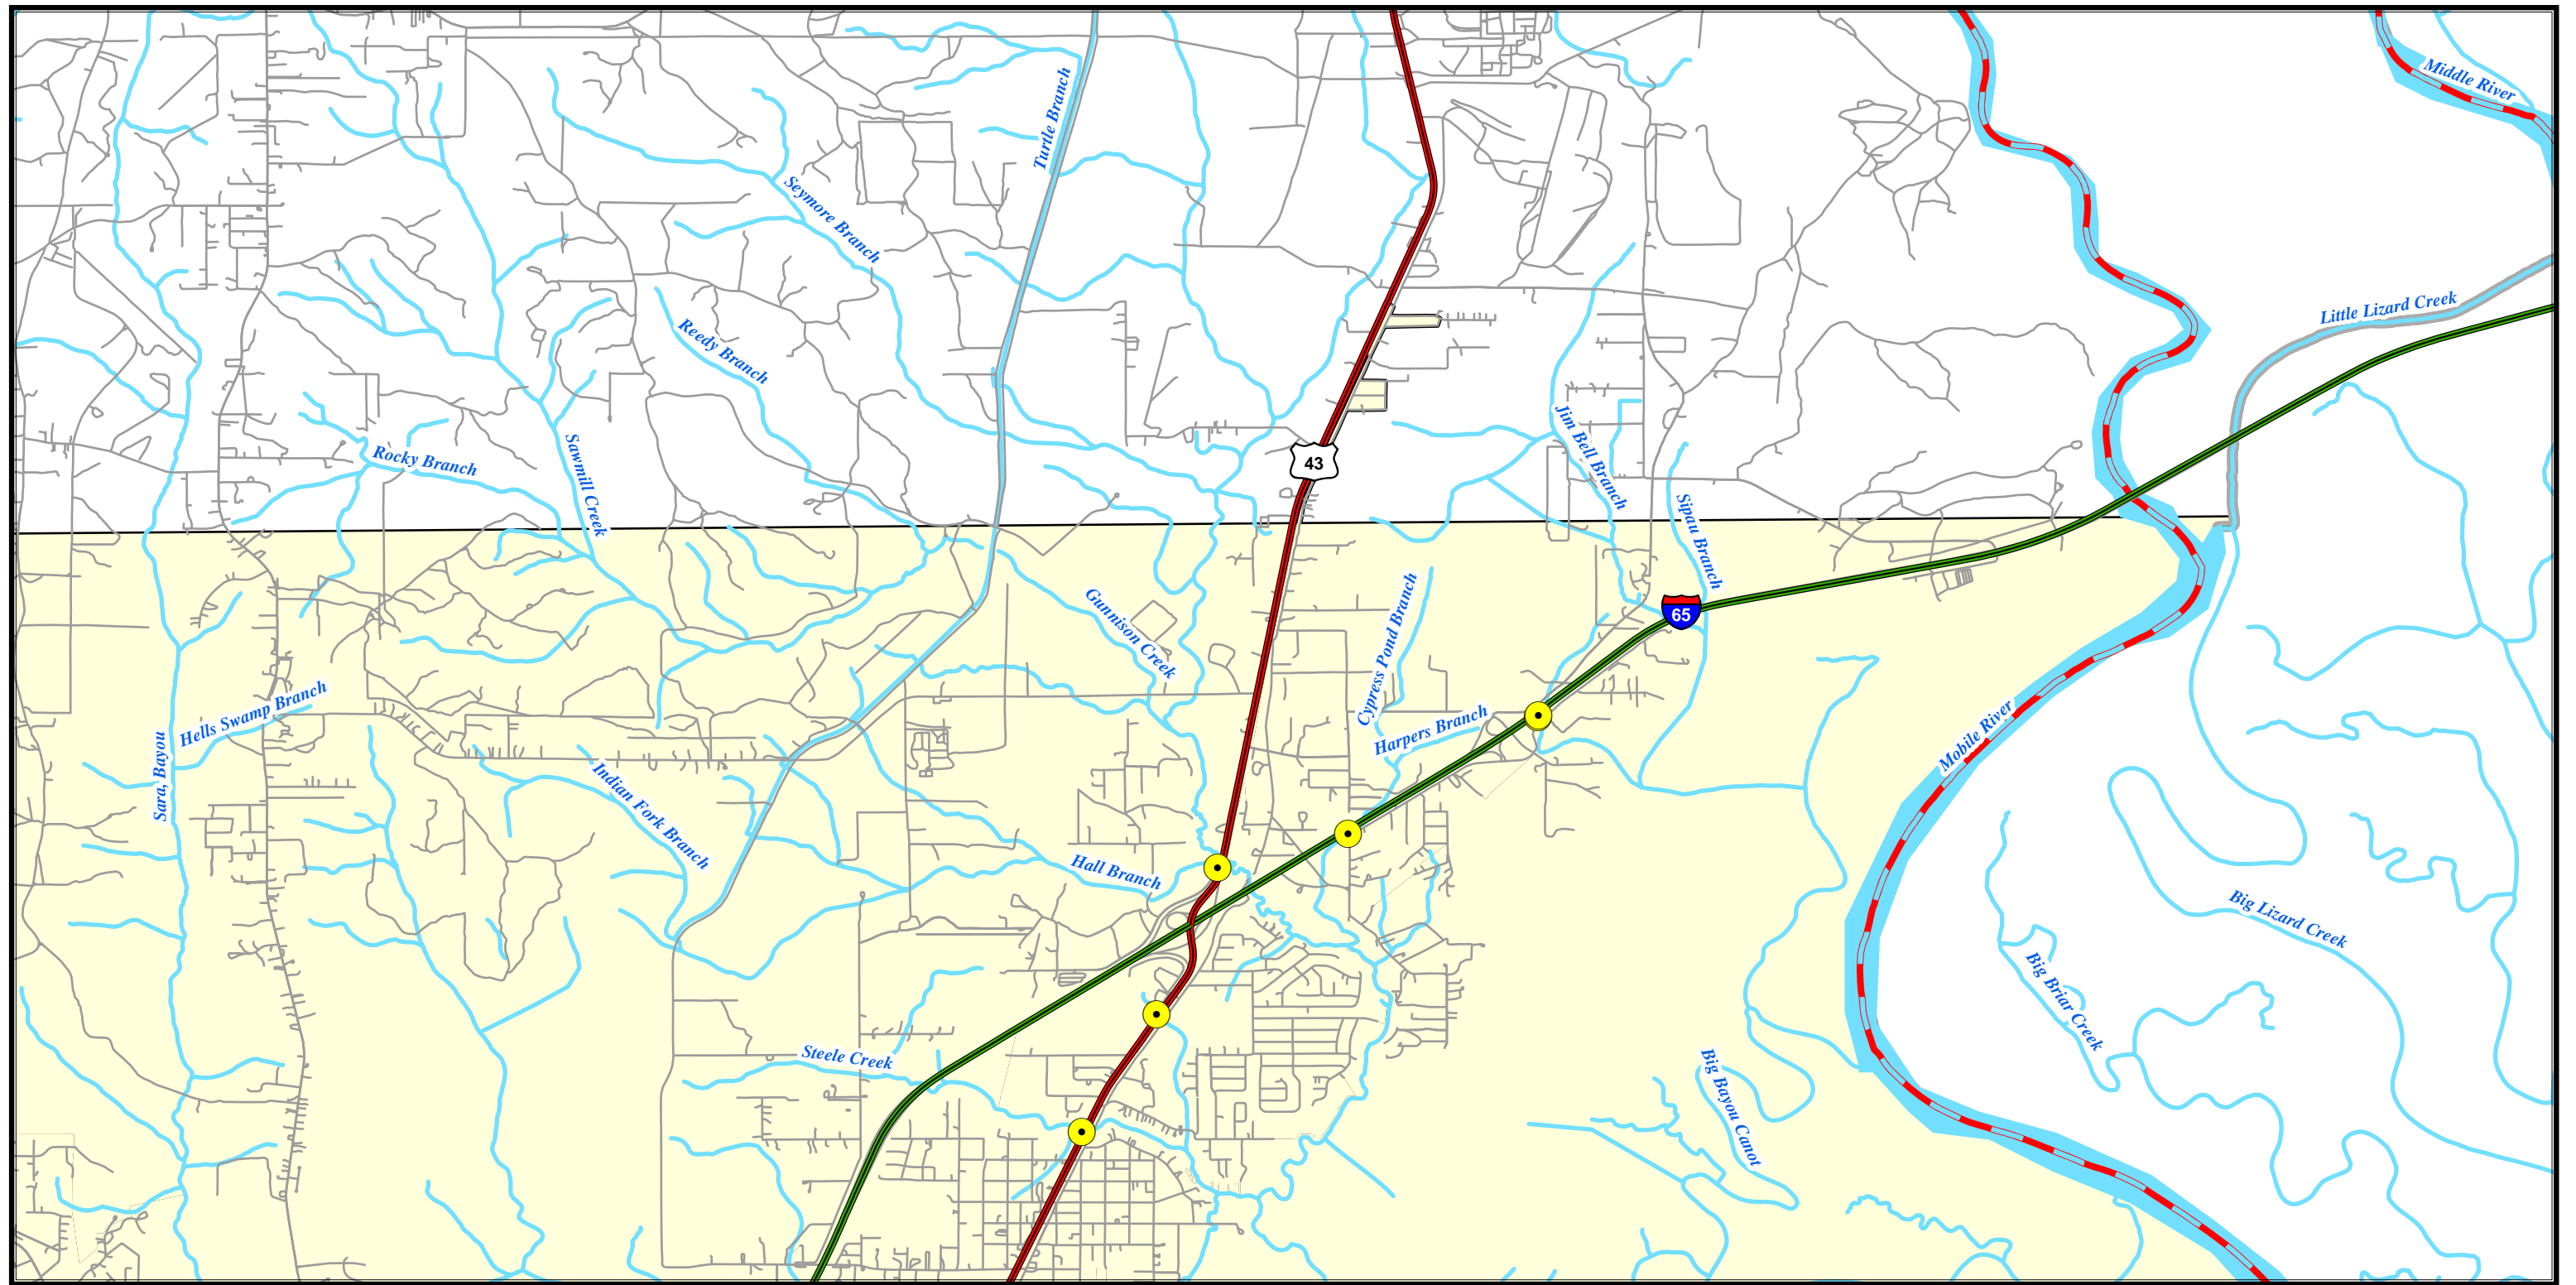 Middle River
Turtle Branch
Seymore Branch
Little Lizard Creek
Reedy Branch
Rocky Branch
Sawmill Creek
43
Jim Bell Branch
Sipau Branch
65
Gunnison Creek
Cypress Pond Branch
Hells Swamp Branch
Harpers Branch
Mobile River
Sara, Bayou
Indian Fork Branch
Hall Branch
Big Lizard Creek
Big Briar Creek
Steele Creek
Big Bayou Canot